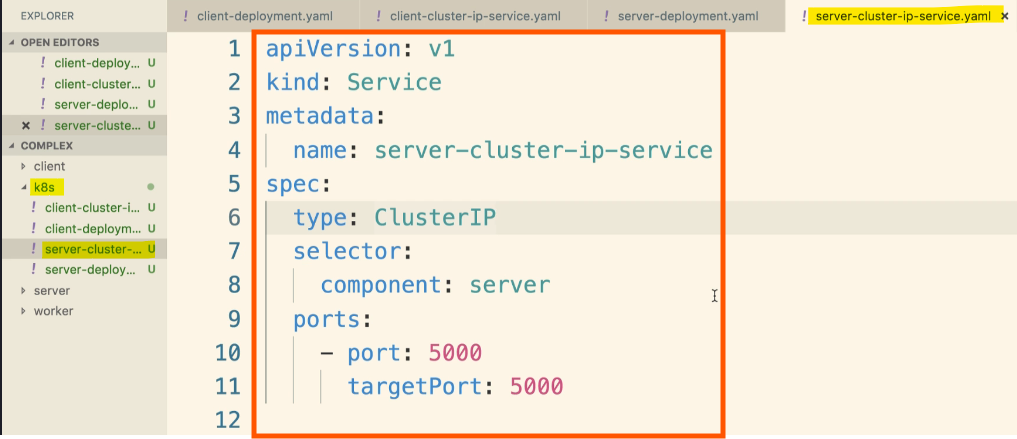 EXPLORER
OPEN EDITORS
! client-deploy... U
! client-cluster... U
! server-deplo... U
× ! server-cluste... U
COMPLEX
client
k8s
! client-cluster-i... U
! client-deploym... U
! server-cluster-... U
! server-deploy... U
server
worker
! client-deployment.yaml
! client-cluster-ip-service.yaml
! server-deployment.yaml
! server-cluster-ip-service.yaml ×
1 apiVersion: v1
2 kind: Service
3 metadata:
4   name: server-cluster-ip-service
5 spec:
6   type: ClusterIP
7   selector:
8     component: server
9   ports:
10     - port: 5000
11       targetPort: 5000
12